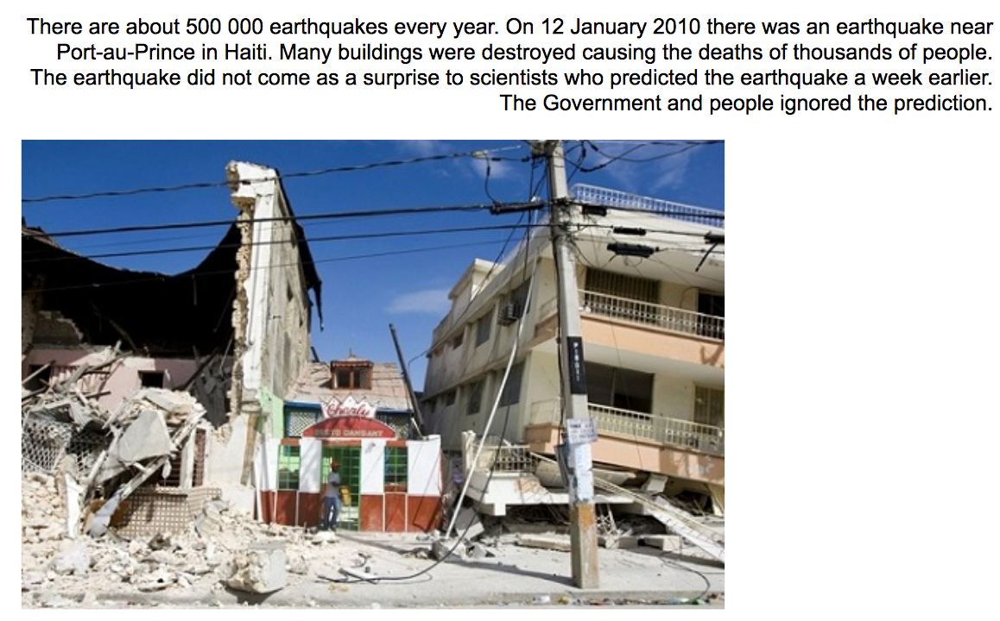 There are about 500 000 earthquakes every year. On 12 January 2010 there was an earthquake near
Port-au-Prince in Haiti. Many buildings were destroyed causing the deaths of thousands of people.
The earthquake did not come as a surprise to scientists who predicted the earthquake a week earlier.
The Government and people ignored the prediction.
Charly